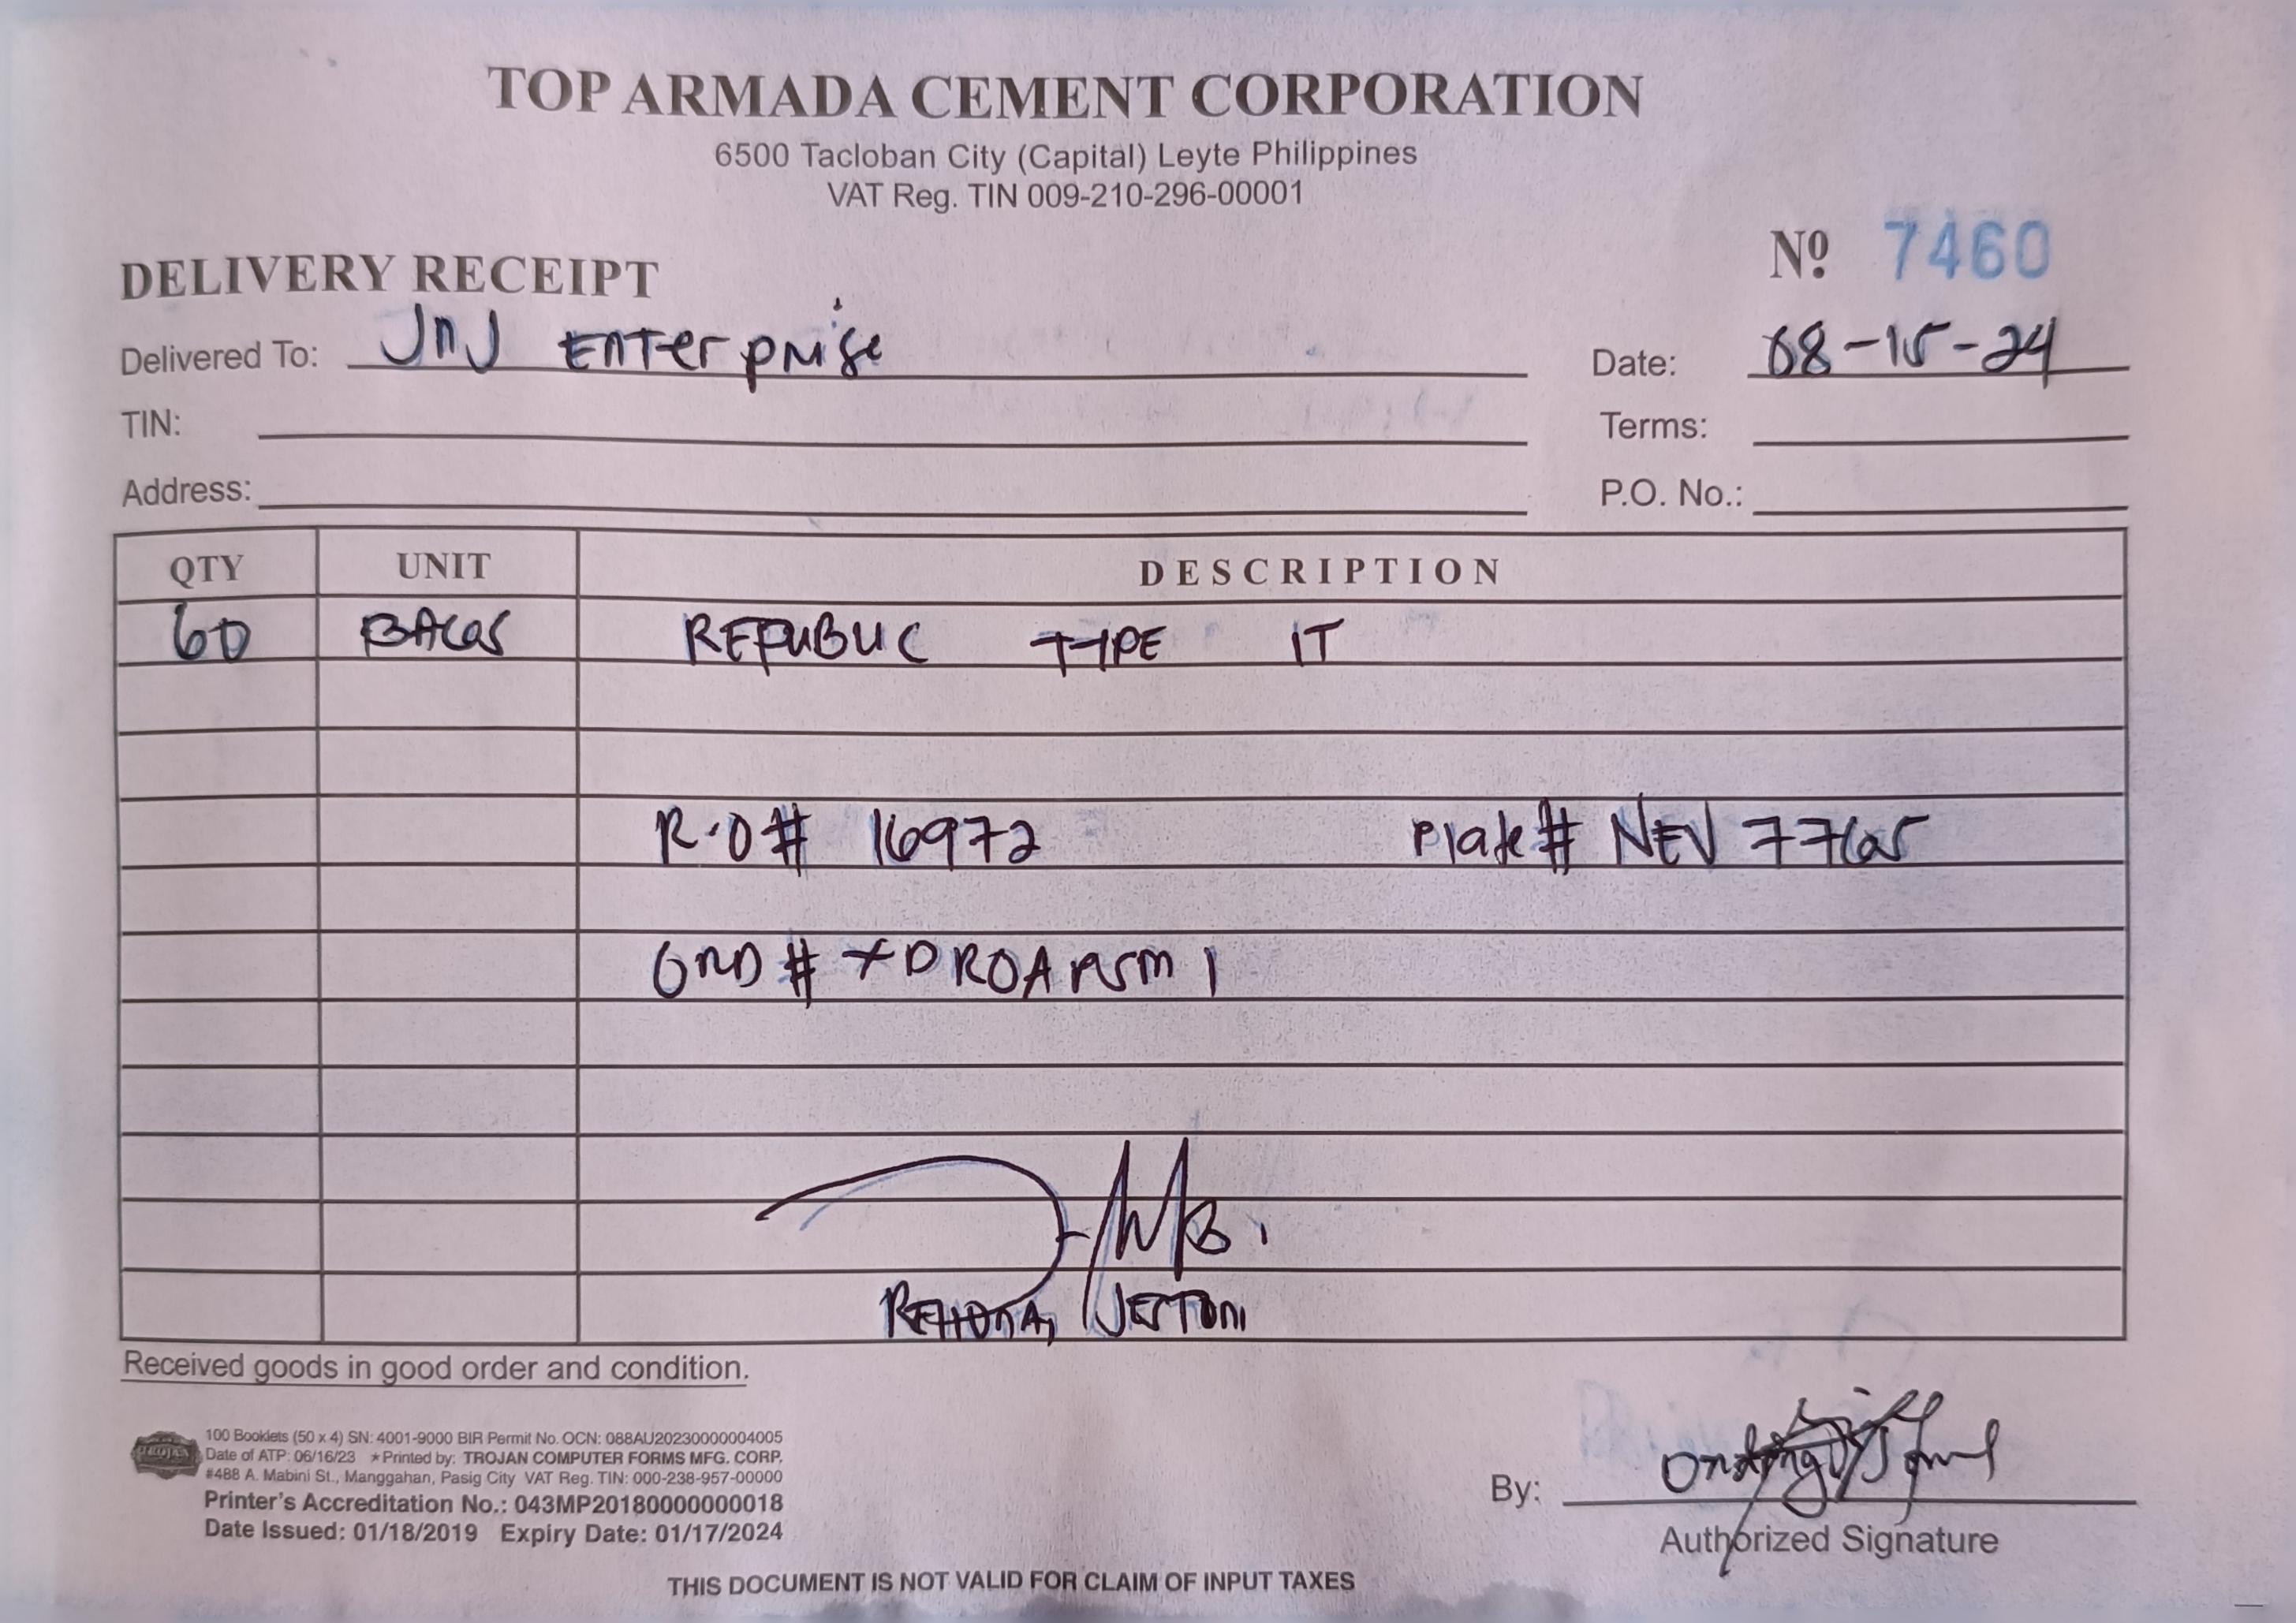 TOP ARMADA CEMENT CORPORATION
6500 Tacloban City (Capital) Leyte Philippines
VAT Reg. TIN 009-210-296-00001
DELIVERY RECEIPT
Nº 7460
Delivered To: JnJ Enterprise
Date: 08-15-24
TIN:
Terms:
Address:
P.O. No.:
QTY UNIT DESCRIPTION
60 BAGS REPUBLIC TYPE 1T
R.O# 16972 Plate# NEV 7765
#
JESTONI
Received goods in good order and condition.
100 Booklets (50 x 4) SN: 4001-9000 BIR Permit No. OCN: 088AU20230000004005
Date of ATP: 06/16/23 ★Printed by: TROJAN COMPUTER FORMS MFG. CORP.
#488 A. Mabini St., Manggahan, Pasig City VAT Reg. TIN: 000-238-957-00000
Printer's Accreditation No.: 043MP20180000000018
Date Issued: 01/18/2019 Expiry Date: 01/17/2024
By:
Authorized Signature
THIS DOCUMENT IS NOT VALID FOR CLAIM OF INPUT TAXES